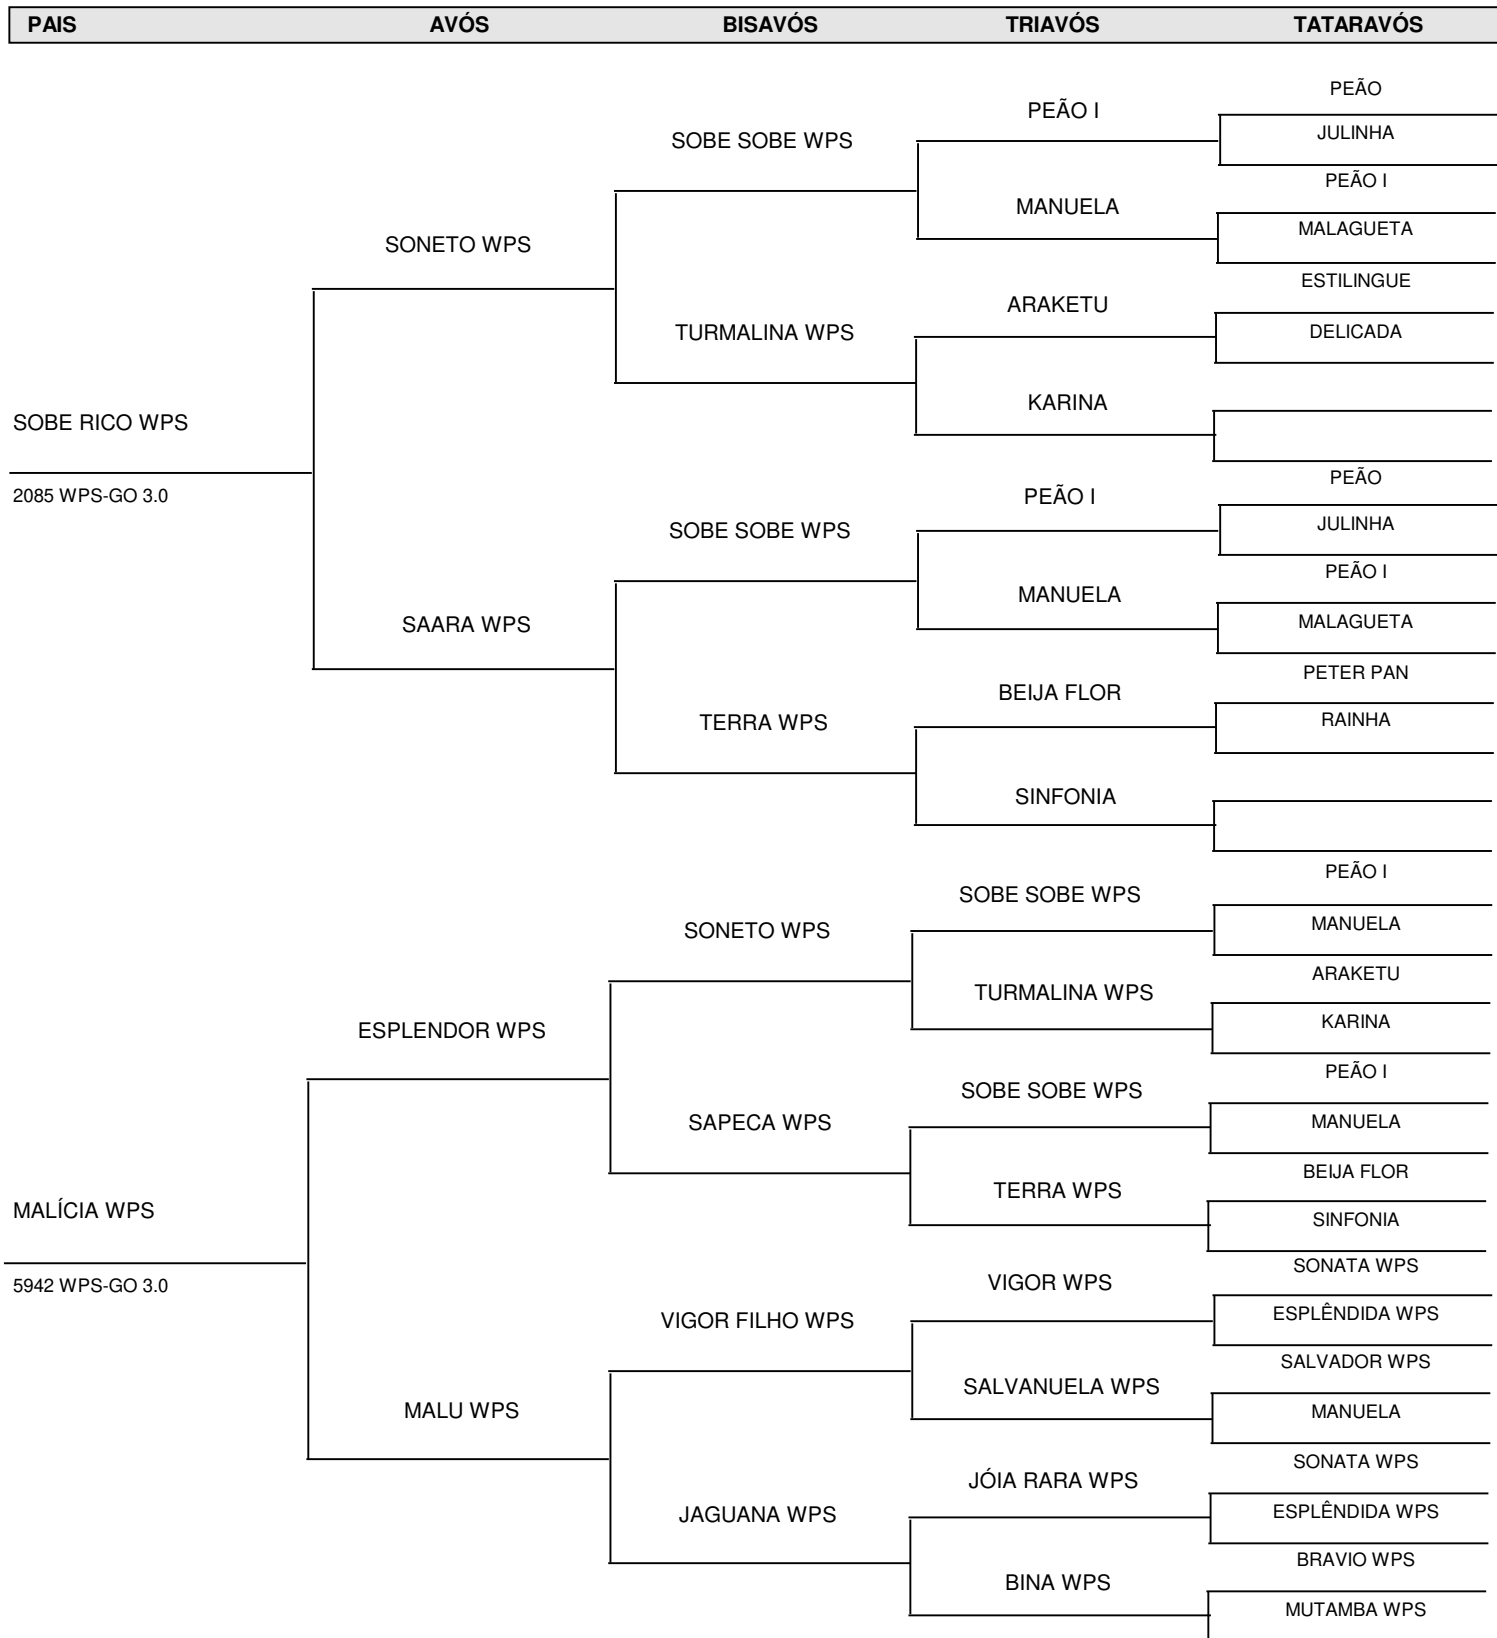 PAIS AVÓS BISAVÓS TRIAVÓS TATARAVÓS
PEÃO
PEÃO I
JULINHA
SOBE SOBE WPS
PEÃO I
MANUELA
MALAGUETA
SONETO WPS
ESTILINGUE
ARAKETU
DELICADA
TURMALINA WPS
KARINA
SOBE RICO WPS
PEÃO
2085 WPS-GO 3.0
PEÃO I
JULINHA
SOBE SOBE WPS
PEÃO I
MANUELA
MALAGUETA
SAARA WPS
PETER PAN
BEIJA FLOR
RAINHA
TERRA WPS
SINFONIA
PEÃO I
SOBE SOBE WPS
MANUELA
SONETO WPS
ARAKETU
TURMALINA WPS
KARINA
ESPLENDOR WPS
PEÃO I
SOBE SOBE WPS
MANUELA
SAPECA WPS
BEIJA FLOR
TERRA WPS
MALÍCIA WPS
SINFONIA
SONATA WPS
5942 WPS-GO 3.0
VIGOR WPS
ESPLÊNDIDA WPS
VIGOR FILHO WPS
SALVADOR WPS
SALVANUELA WPS
MANUELA
MALU WPS
SONATA WPS
JÓIA RARA WPS
ESPLÊNDIDA WPS
JAGUANA WPS
BRAVIO WPS
BINA WPS
MUTAMBA WPS